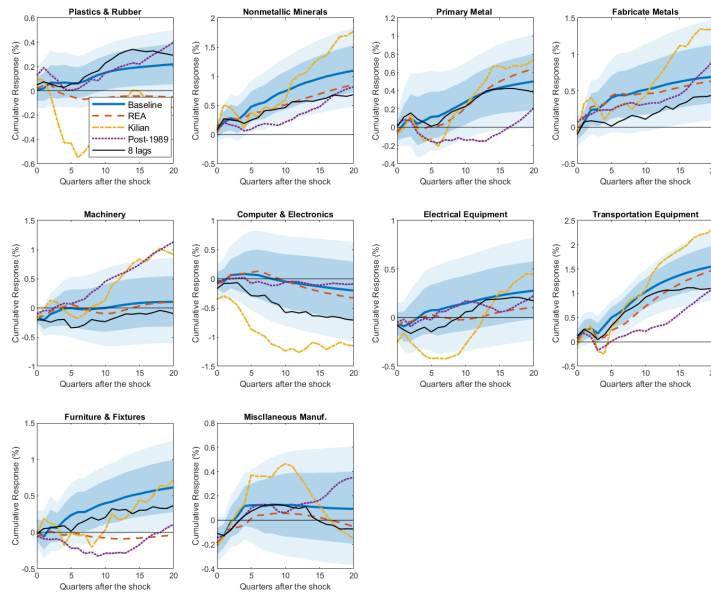 Plastics & Rubber
Nonmetallic Minerals
Primary Metal
Fabricate Metals
Cumulative Response (%)
0.6
0.4
0.2
0
-0.2
-0.4
-0.6
0 5 10 15 20
Quarters after the shock
Baseline
REA
Kilian
Post-1989
8 lags
Cumulative Response (%)
2
1.5
1
0.5
0
-0.5
0 5 10 15 20
Quarters after the shock
Cumulative Response (%)
1.2
1
0.8
0.6
0.4
0.2
0
-0.2
-0.4
0 5 10 15 20
Quarters after the shock
Cumulative Response (%)
1.5
1
0.5
0
-0.5
0 5 10 15 20
Quarters after the shock
Machinery
Computer & Electronics
Electrical Equipment
Transportation Equipment
Cumulative Response (%)
1.5
1
0.5
0
-0.5
-1
0 5 10 15 20
Quarters after the shock
Cumulative Response (%)
1
0.5
0
-0.5
-1
-1.5
0 5 10 15 20
Quarters after the shock
Cumulative Response (%)
1
0.5
0
-0.5
0 5 10 15 20
Quarters after the shock
Cumulative Response (%)
2.5
2
1.5
1
0.5
0
-0.5
0 5 10 15 20
Quarters after the shock
Furniture & Fixtures
Miscllaneous Manuf.
Cumulative Response (%)
1.5
1
0.5
0
-0.5
0 5 10 15 20
Quarters after the shock
Cumulative Response (%)
0.8
0.6
0.4
0.2
0
-0.2
-0.4
0 5 10 15 20
Quarters after the shock